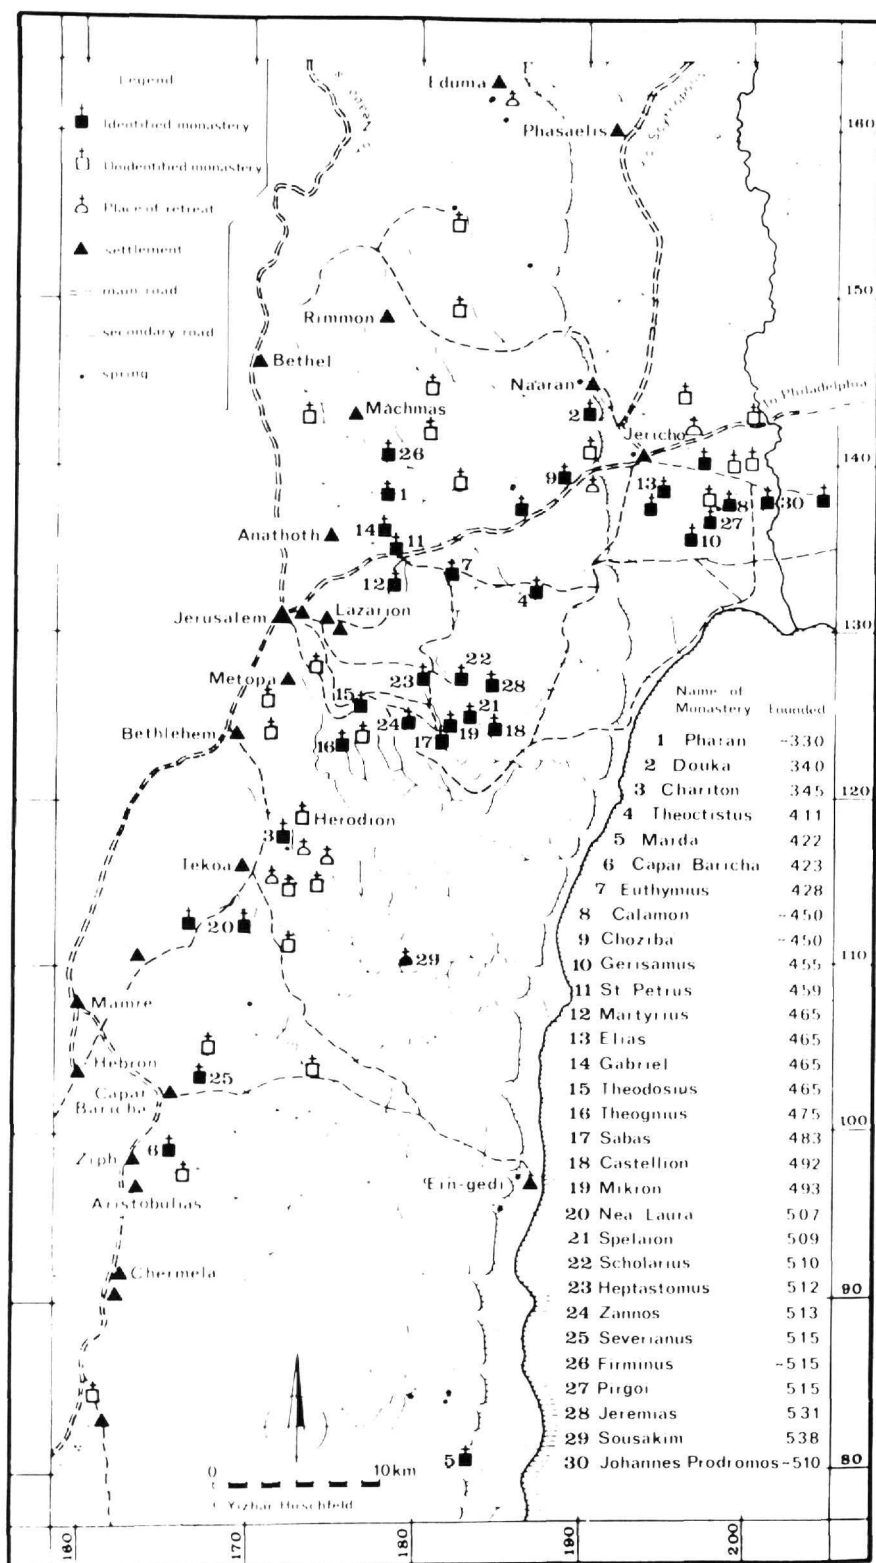 Legend
Identified monastery
Unidentified monastery
Place of retreat
settlement
main road
secondary road
spring
Eduma
Phasaelis
160
150
Rimmon
Bethel
Naaran
to Philadelphia
Machmas
2
Jericho
26
140
1
9
13
30
8
27
14
Anathoth
11
10
12
7
4
Jerusalem
Lazarion
130
22
23
28
Metopa
15
21
24
19
18
Bethlehem
17
16
Name of
Monastery Founded
1 Pharan ~330
2 Douka 340
3 Chariton 345
4 Theoctistus 411
5 Marda 422
6 Capar Baricha 423
7 Euthymius 428
8 Calamon ~450
9 Choziba ~450
10 Gerisamus 455
11 St Petrus 459
12 Martyrius 465
13 Elias 465
14 Gabriel 465
15 Theodosius 465
16 Theognius 475
17 Sabas 483
18 Castellion 492
19 Mikron 493
20 Nea Laura 507
21 Spelaion 509
22 Scholarius 510
23 Heptastomus 512
24 Zannos 513
25 Severianus 515
26 Firminus ~515
27 Pirgoi 515
28 Jeremias 531
29 Sousakim 538
30 Johannes Prodromos ~510
120
Herodion
3
Tekoa
20
29
110
Mamre
Hebron
25
Capar
Baricha
100
6
Ziph
Ein-gedi
Aristobulias
Chermela
90
5
80
0 10km
Yizhar Hirschfeld
160
170
180
190
200